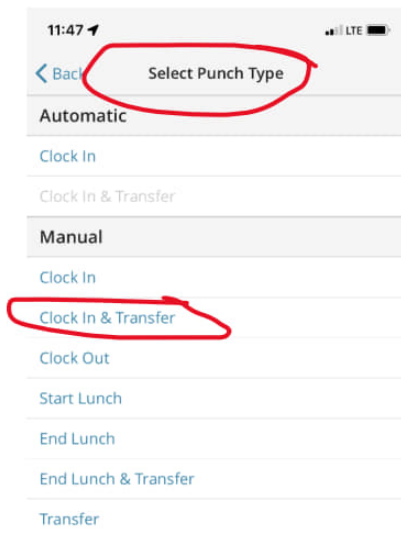 11:47 LTE
Back Select Punch Type
Automatic
Clock In
Clock In & Transfer
Manual
Clock In
Clock In & Transfer
Clock Out
Start Lunch
End Lunch
End Lunch & Transfer
Transfer